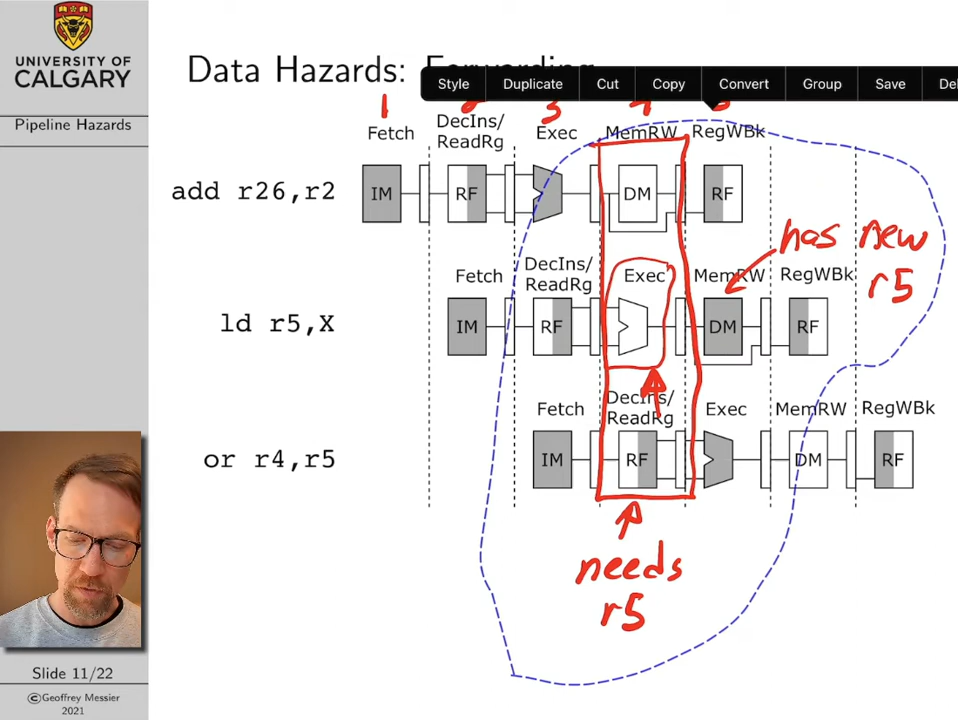 UNIVERSITY OF
CALGARY
Pipeline Hazards
Data Hazards: Forwarding
Style Duplicate Cut Copy Convert Group Save
1 3
Fetch DecIns/ Exec MemRW RegWBk
ReadRg
add r26,r2 IM RF DM RF
has new
r5
Fetch DecIns/ Exec MemRW RegWBk
ReadRg
ld r5,X IM RF DM RF
Fetch DecIns/ Exec MemRW RegWBk
ReadRg
or r4,r5 IM RF DM RF
needs
r5
Slide 11/22
©Geoffrey Messier
2021